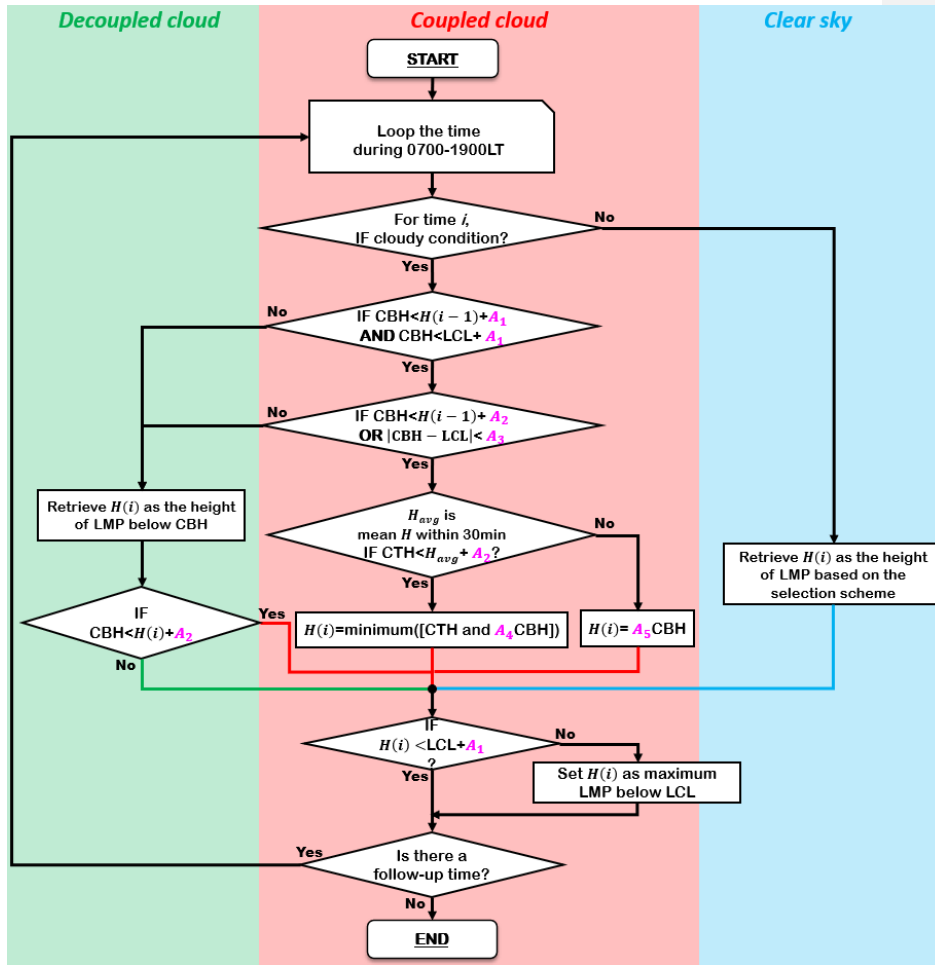 Decoupled cloud
Coupled cloud
Clear sky
START
Loop the time
during 0700-1900LT
For time i,
IF cloudy condition?
No
Yes
IF CBH<H(i − 1)+A₁
AND CBH<LCL+ A₁
No
Yes
IF CBH<H(i − 1)+ A₂
OR |CBH − LCL|< A₃
No
Yes
Retrieve H(i) as the height
of LMP below CBH
H_avg is
mean H within 30min
IF CTH<H_avg+ A₂?
No
Yes
Retrieve H(i) as the height
of LMP based on the
selection scheme
IF
CBH<H(i)+A₂
Yes
No
H(i)=minimum([CTH and A₄CBH])
H(i)= A₅CBH
IF
H(i) <LCL+A₁
?
No
Yes
Set H(i) as maximum
LMP below LCL
Is there a
follow-up time?
Yes
No
END